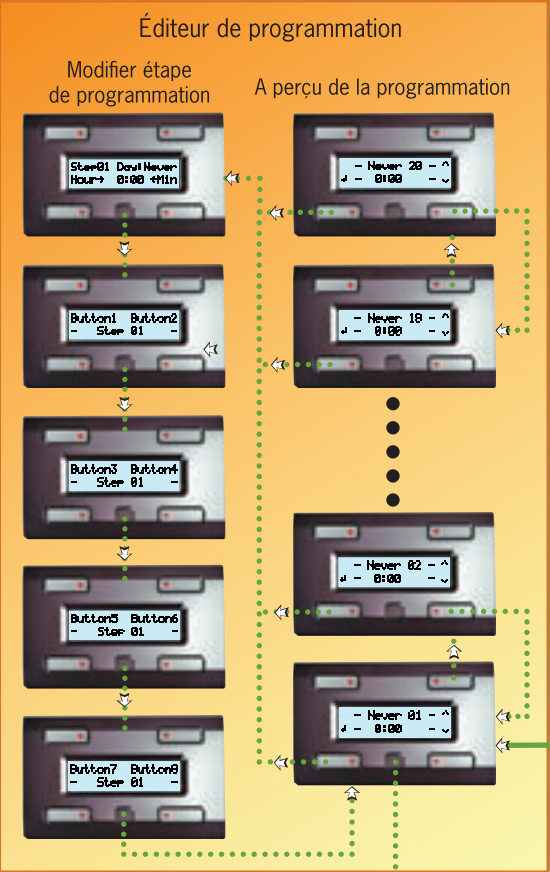 Éditeur de programmation
Modifier étape
de programmation
A perçu de la programmation
Step01 Day:Never
Hour→ 0:00 →Min
Button1 Button2
- Step 01 -
Button3 Button4
- Step 01 -
Button5 Button6
- Step 01 -
Button7 Button8
- Step 01 -
- Never 20 - ^
↲ - 0:00 - ⌄
- Never 19 - ^
↲ - 0:00 - ⌄
- Never 02 - ^
↲ - 0:00 - ⌄
- Never 01 - ^
↲ - 0:00 - ⌄